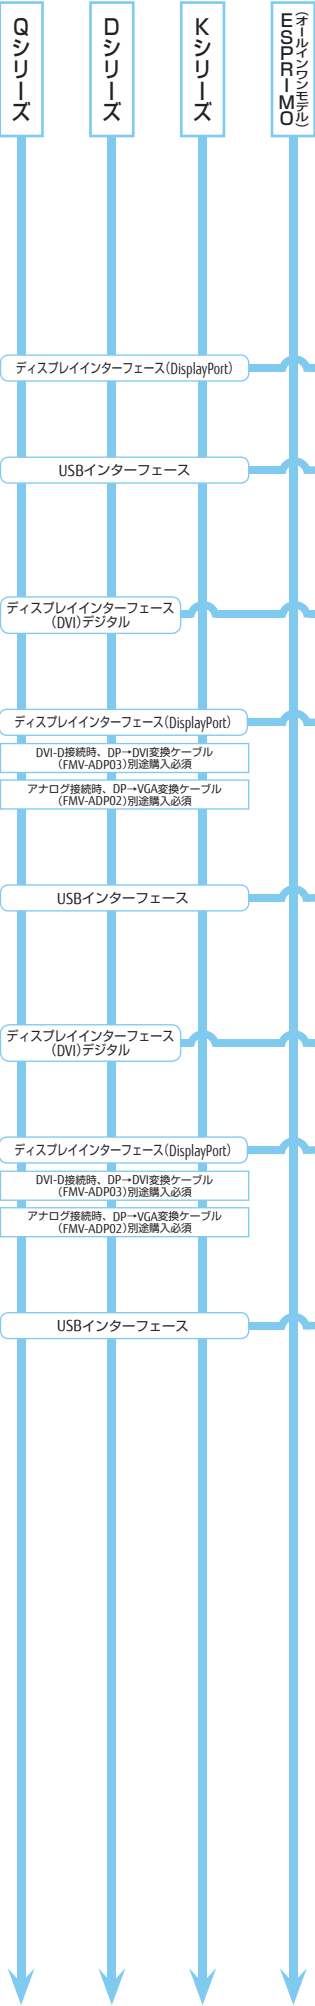 Qシリーズ
Dシリーズ
Kシリーズ
ESPRIMO
(オールインワンモデル)
ディスプレイインターフェース(DisplayPort)
USBインターフェース
ディスプレイインターフェース
(DVI)デジタル
ディスプレイインターフェース(DisplayPort)
DVI-D接続時、DP→DVI変換ケーブル
(FMV-ADP03)別途購入必須
アナログ接続時、DP→VGA変換ケーブル
(FMV-ADP02)別途購入必須
USBインターフェース
ディスプレイインターフェース
(DVI)デジタル
ディスプレイインターフェース(DisplayPort)
DVI-D接続時、DP→DVI変換ケーブル
(FMV-ADP03)別途購入必須
アナログ接続時、DP→VGA変換ケーブル
(FMV-ADP02)別途購入必須
USBインターフェース